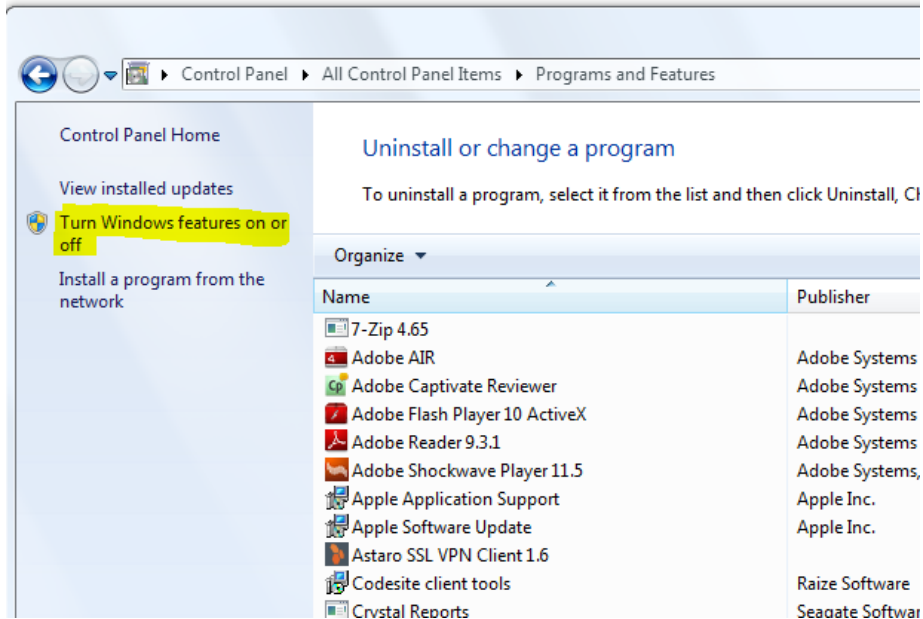 Control Panel All Control Panel Items Programs and Features
Control Panel Home
View installed updates
Turn Windows features on or
off
Install a program from the
network
Uninstall or change a program
To uninstall a program, select it from the list and then click Uninstall,
Organize
Name Publisher
7-Zip 4.65
Adobe AIR Adobe Systems
Adobe Captivate Reviewer Adobe Systems
Adobe Flash Player 10 ActiveX Adobe Systems
Adobe Reader 9.3.1 Adobe Systems
Adobe Shockwave Player 11.5 Adobe Systems,
Apple Application Support Apple Inc.
Apple Software Update Apple Inc.
Astaro SSL VPN Client 1.6
Codesite client tools Raize Software
Crystal Reports Seagate